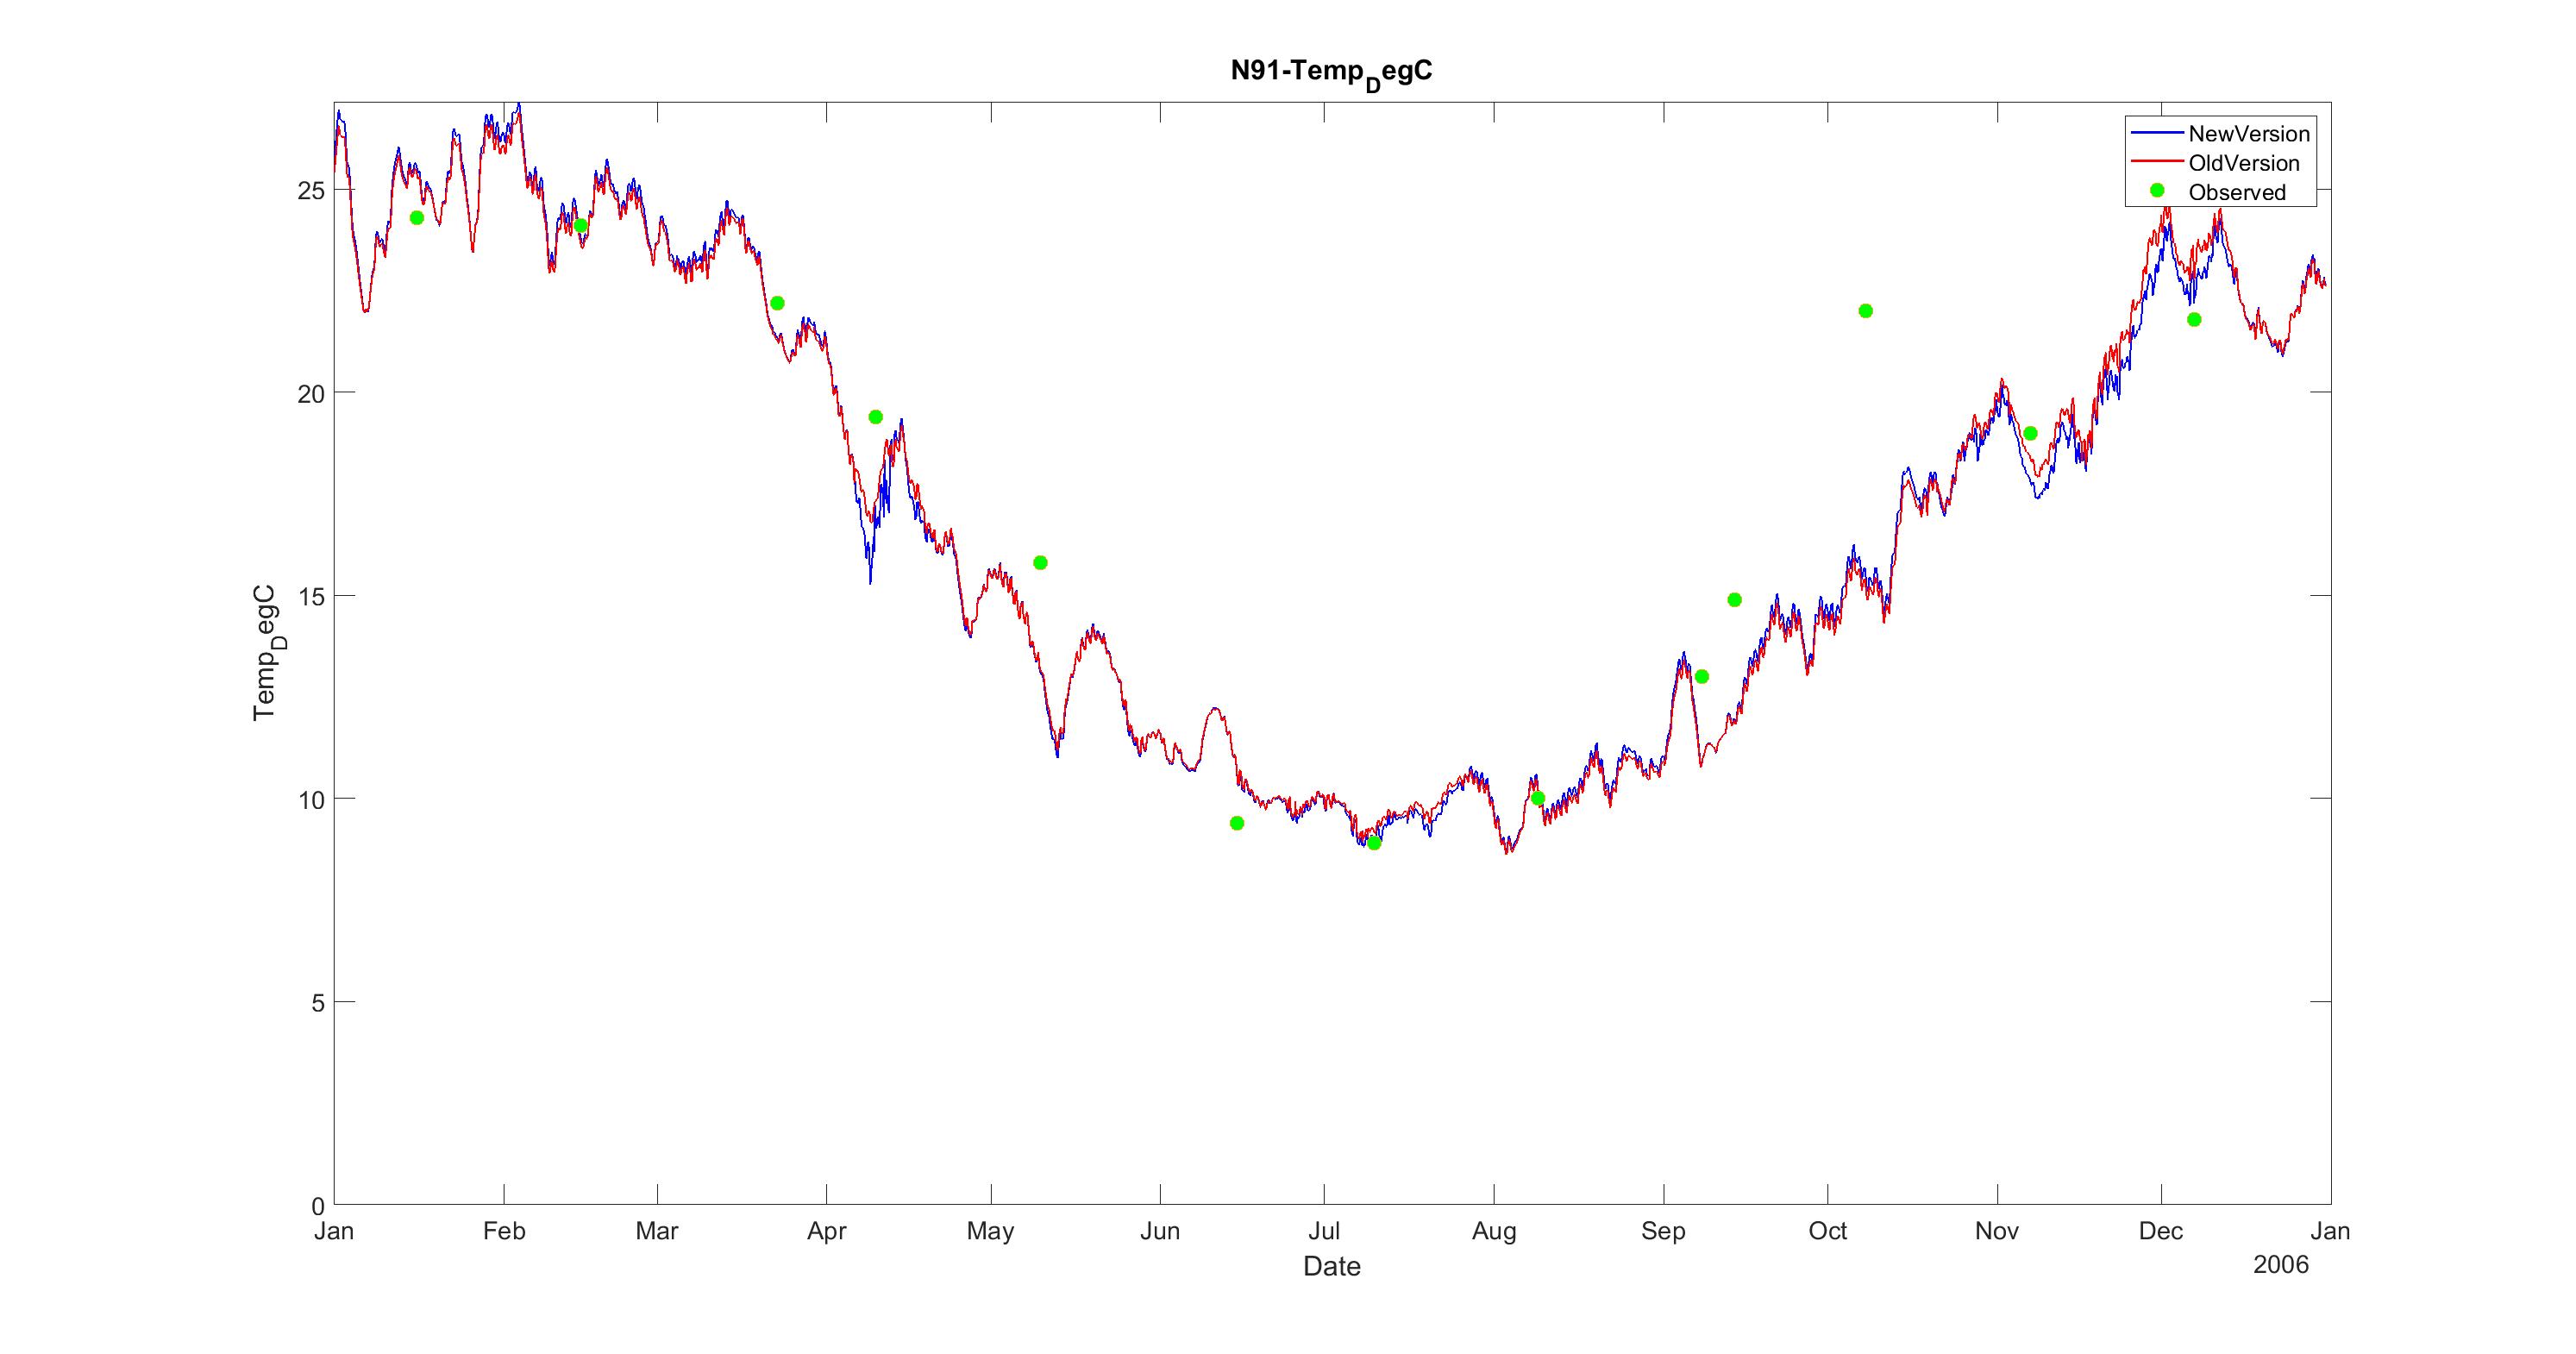 N91-Temp_DegC
NewVersion
OldVersion
Observed
25
20
15
10
5
0
Temp_DegC
Jan Feb Mar Apr May Jun Jul Aug Sep Oct Nov Dec Jan
Date
2006